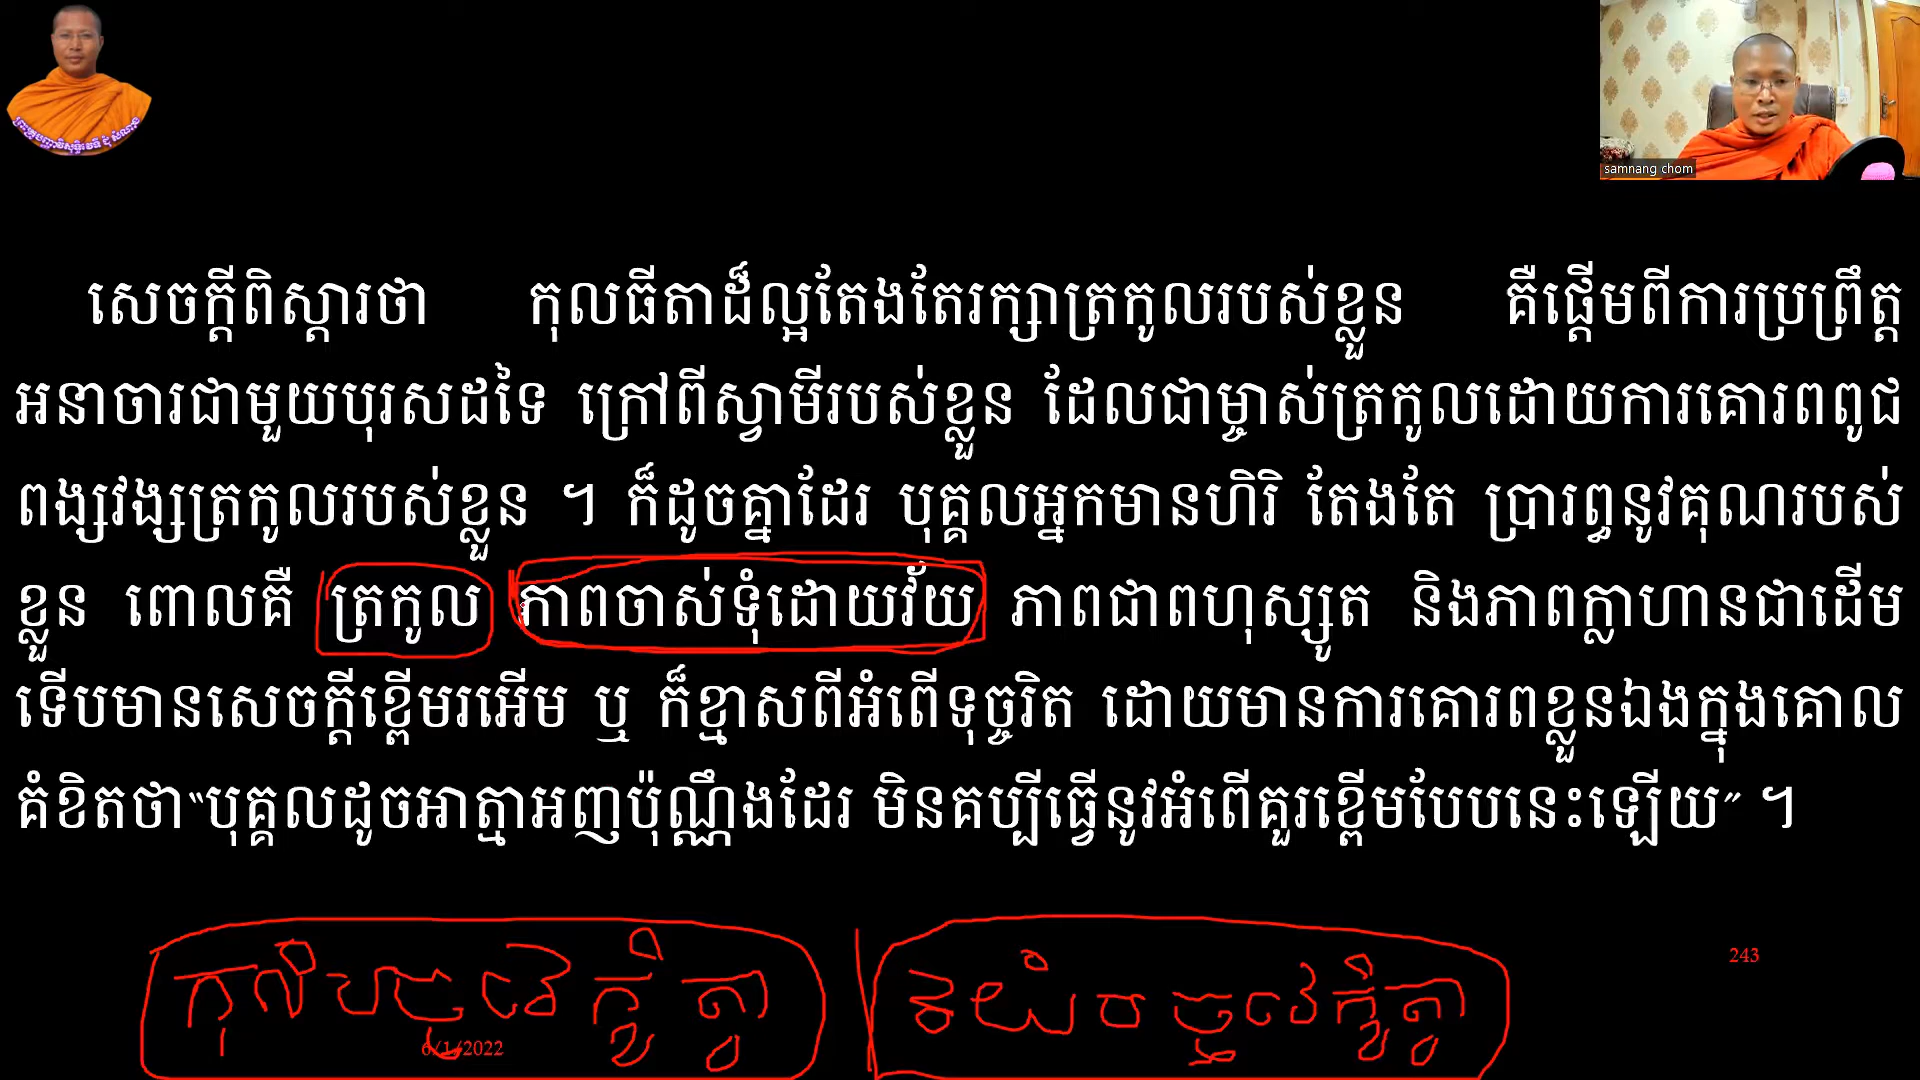 samnang chom
សេចក្ដីពិស្ដារថា កុលធីតាដ៏ល្អតែងតែរក្សាត្រកូលរបស់ខ្លួន គឺផ្ដើមពីការប្រព្រឹត្ត
អនាចារជាមួយបុរសដទៃ ក្រៅពីស្វាមីរបស់ខ្លួន ដែលជាម្ចាស់ត្រកូលដោយការគោរពពូជ
ពង្សវង្សត្រកូលរបស់ខ្លួន ។ ក៏ដូចគ្នាដែរ បុគ្គលអ្នកមានហិរិ តែងតែ ប្រារឰនូវគុណរបស់
ខ្លួន ពោលគឺ ត្រកូល ភាពចាស់ទុំដោយវ័យ ភាពជាពហុស្សូត និងភាពក្លាហានជាដើម
ទើបមានសេចក្ដីខ្ពើមរអើម ឬ ក៏ខ្មាសពីអំពើទុច្ចរិត ដោយមានការគោរពខ្លួនឯងក្នុងគោល
គំខិតថា“បុគ្គលដូចអាត្មាអញប៉ុណ្ណឹងដែរ មិនគប្បីធ្វើនូវអំពើគួរខ្ពើមបែបនេះឡើយ” ។
243
6/1/2022